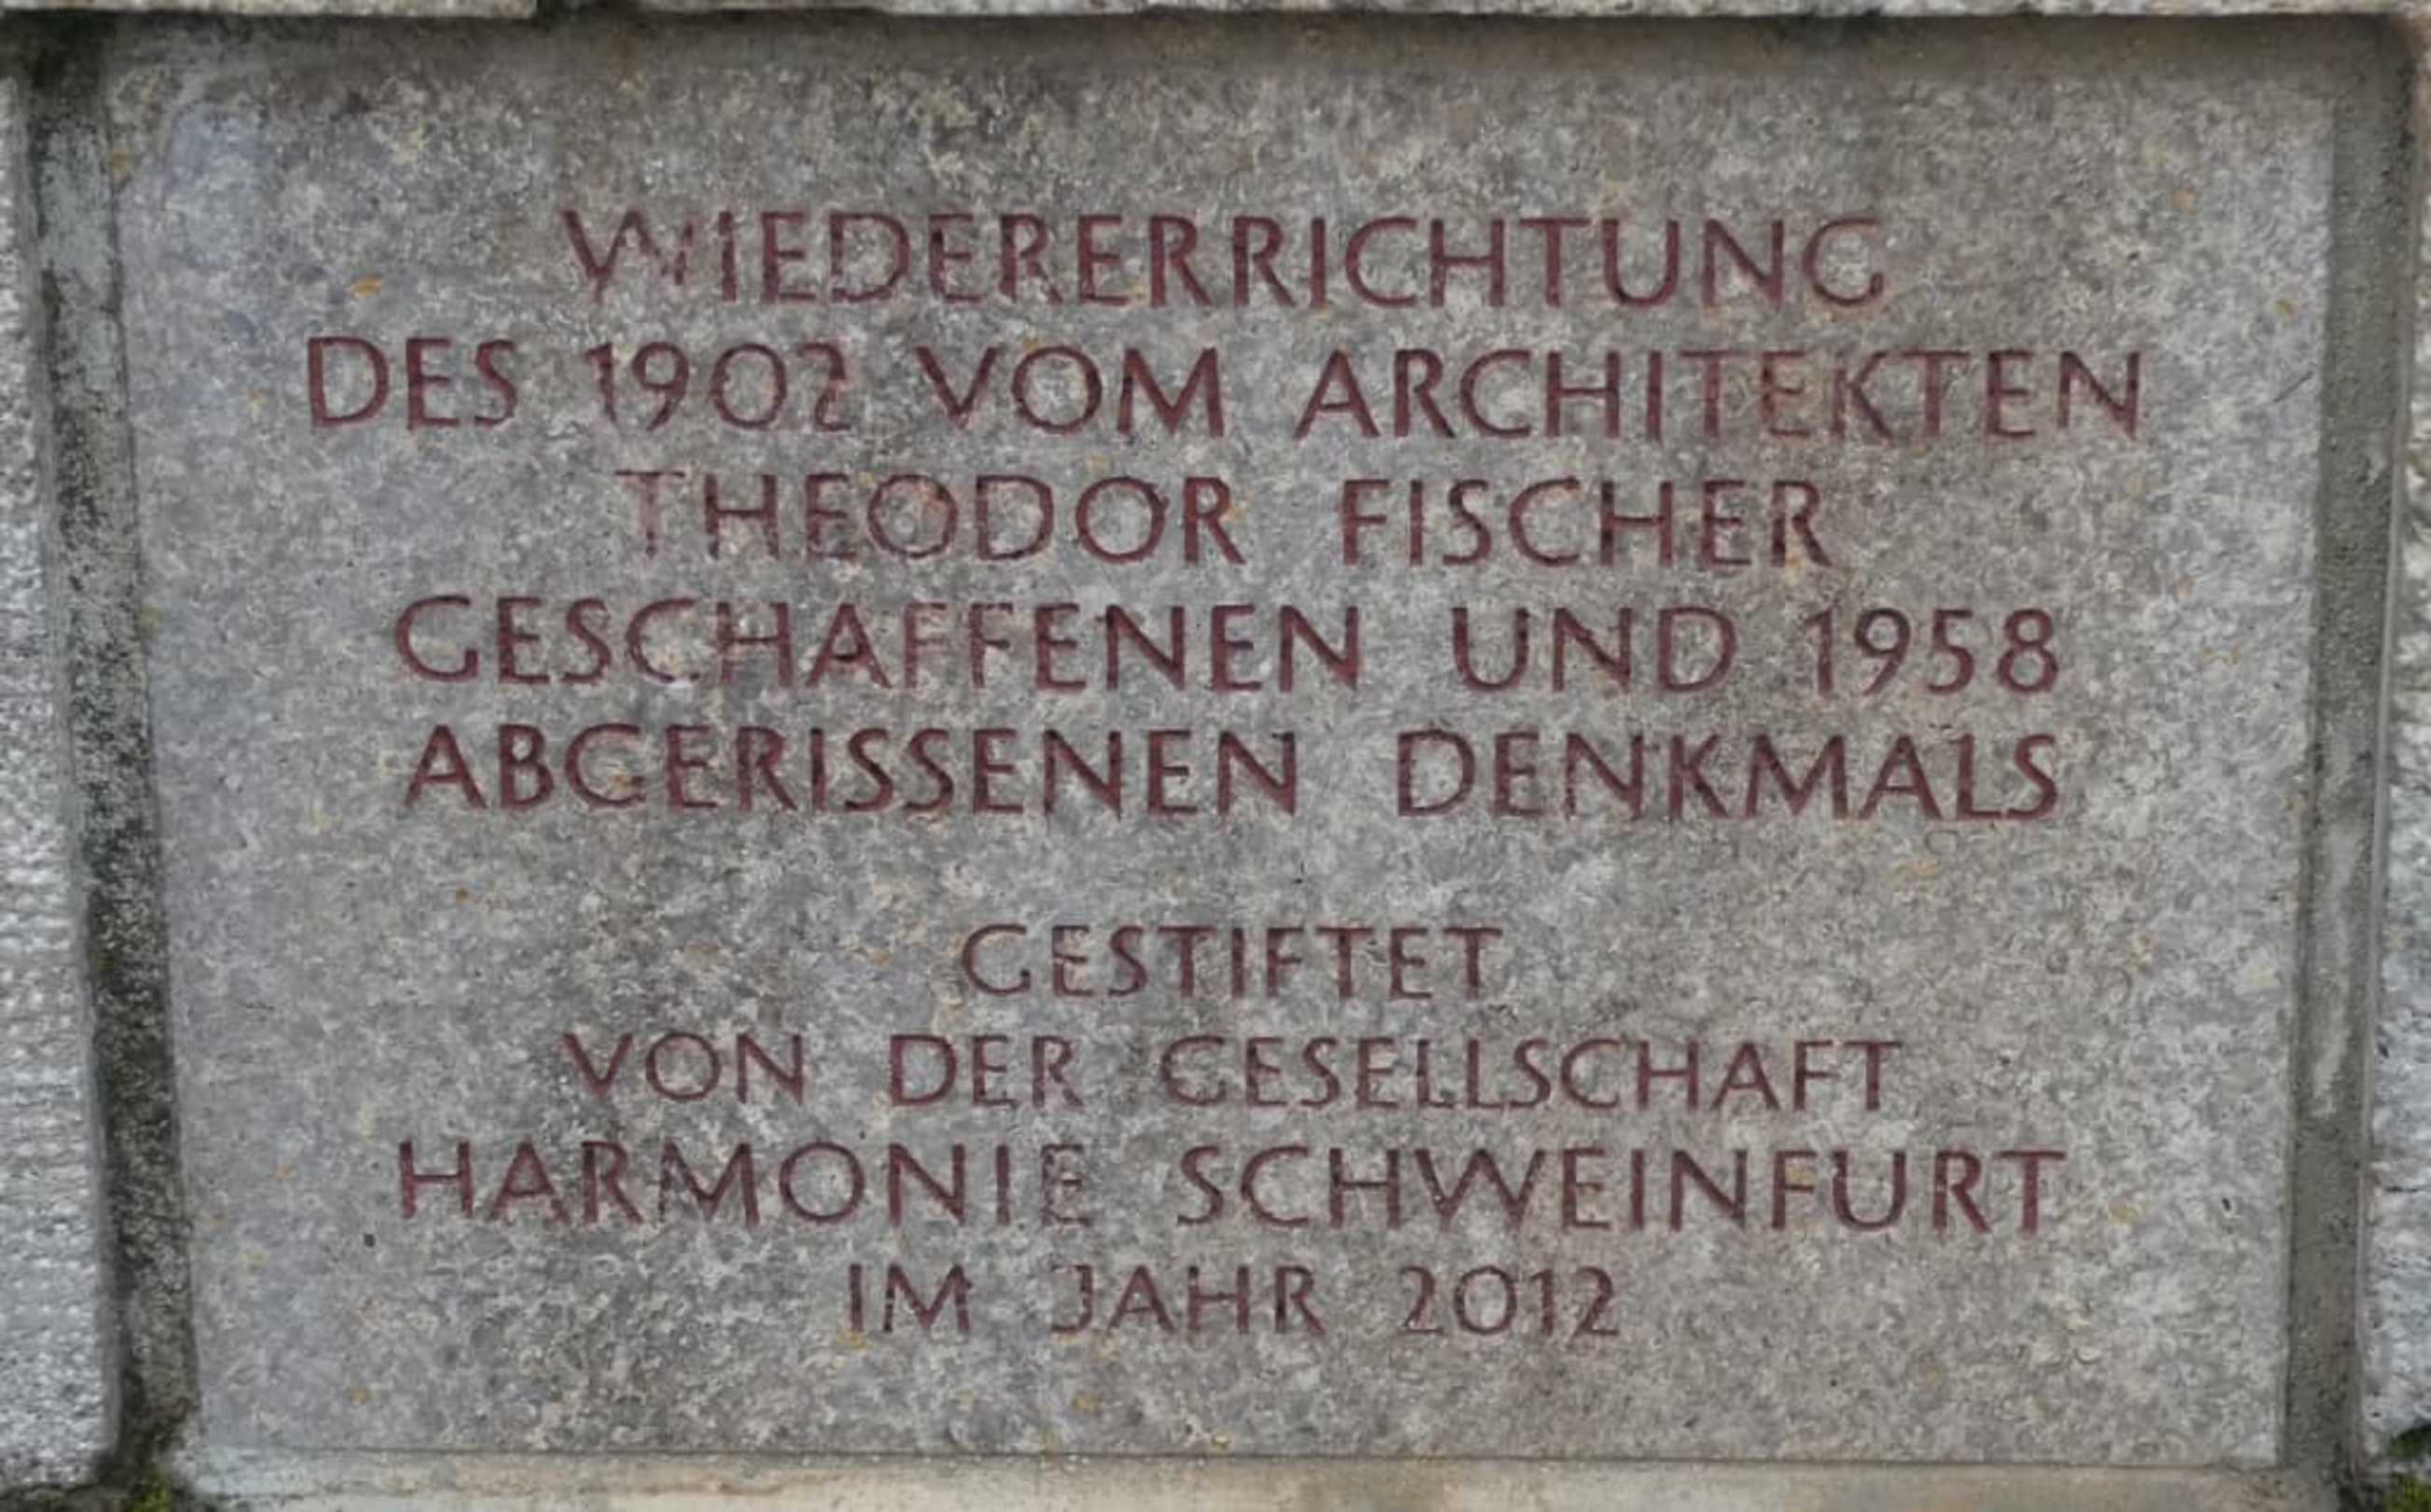 WIEDERERRICHTUNG
DES 1902 VOM ARCHITEKTEN
THEODOR FISCHER
GESCHAFFENEN UND 1958
ABGERISSENEN DENKMALS
GESTIFTET
VON DER GESELLSCHAFT
HARMONIE SCHWEINFURT
IM JAHR 2012